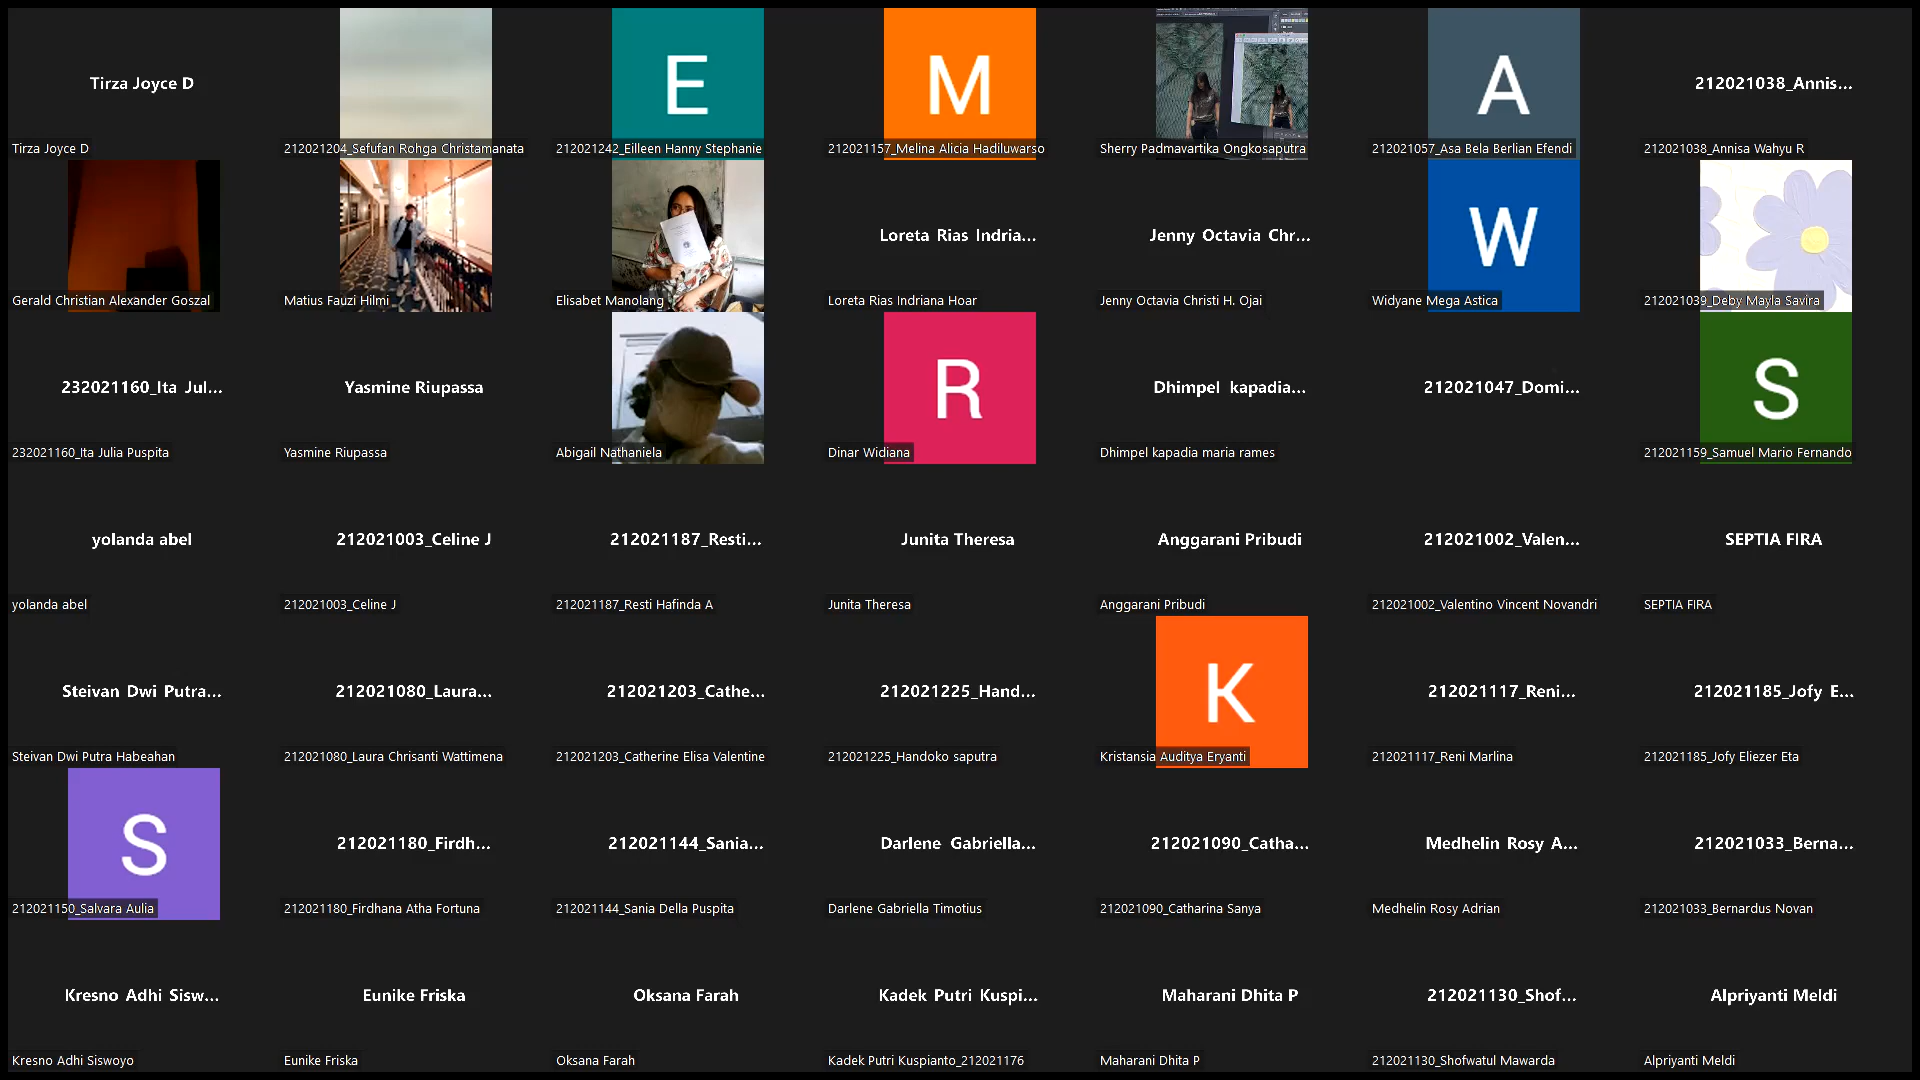 Tirza Joyce D
E
M
A
212021038_Annis...
Tirza Joyce D
212021204_Sefufan Rohga Christamanata
212021242_Eilleen Hanny Stephanie
212021157_Melina Alicia Hadiluwarso
Sherry Padmavartika Ongkosaputra
212021057_Asa Bela Berlian Efendi
212021038_Annisa Wahyu R
Loreta Rias Indria...
Jenny Octavia Chr...
W
Gerald Christian Alexander Goszal
Matius Fauzi Hilmi
Elisabet Manolang
Loreta Rias Indriana Hoar
Jenny Octavia Christi H. Ojai
Widyane Mega Astica
212021039_Deby Mayla Savira
232021160_Ita Jul...
Yasmine Riupassa
R
Dhimpel kapadia...
212021047_Domi...
S
232021160_Ita Julia Puspita
Yasmine Riupassa
Abigail Nathaniela
Dinar Widiana
Dhimpel kapadia maria rames
212021159_Samuel Mario Fernando
yolanda abel
212021003_Celine J
212021187_Resti...
Junita Theresa
Anggarani Pribudi
212021002_Valen...
SEPTIA FIRA
yolanda abel
212021003_Celine J
212021187_Resti Hafinda A
Junita Theresa
Anggarani Pribudi
212021002_Valentino Vincent Novandri
SEPTIA FIRA
Steivan Dwi Putra...
212021080_Laura...
212021203_Cathe...
212021225_Hand...
K
212021117_Reni...
212021185_Jofy E...
Steivan Dwi Putra Habeahan
212021080_Laura Chrisanti Wattimena
212021203_Catherine Elisa Valentine
212021225_Handoko saputra
Kristansia Auditya Eryanti
212021117_Reni Marlina
212021185_Jofy Eliezer Eta
S
212021180_Firdh...
212021144_Sania...
Darlene Gabriella...
212021090_Catha...
Medhelin Rosy A...
212021033_Berna...
212021150_Salvara Aulia
212021180_Firdhana Atha Fortuna
212021144_Sania Della Puspita
Darlene Gabriella Timotius
212021090_Catharina Sanya
Medhelin Rosy Adrian
212021033_Bernardus Novan
Kresno Adhi Sisw...
Eunike Friska
Oksana Farah
Kadek Putri Kuspi...
Maharani Dhita P
212021130_Shof...
Alpriyanti Meldi
Kresno Adhi Siswoyo
Eunike Friska
Oksana Farah
Kadek Putri Kuspianto_212021176
Maharani Dhita P
212021130_Shofwatul Mawarda
Alpriyanti Meldi